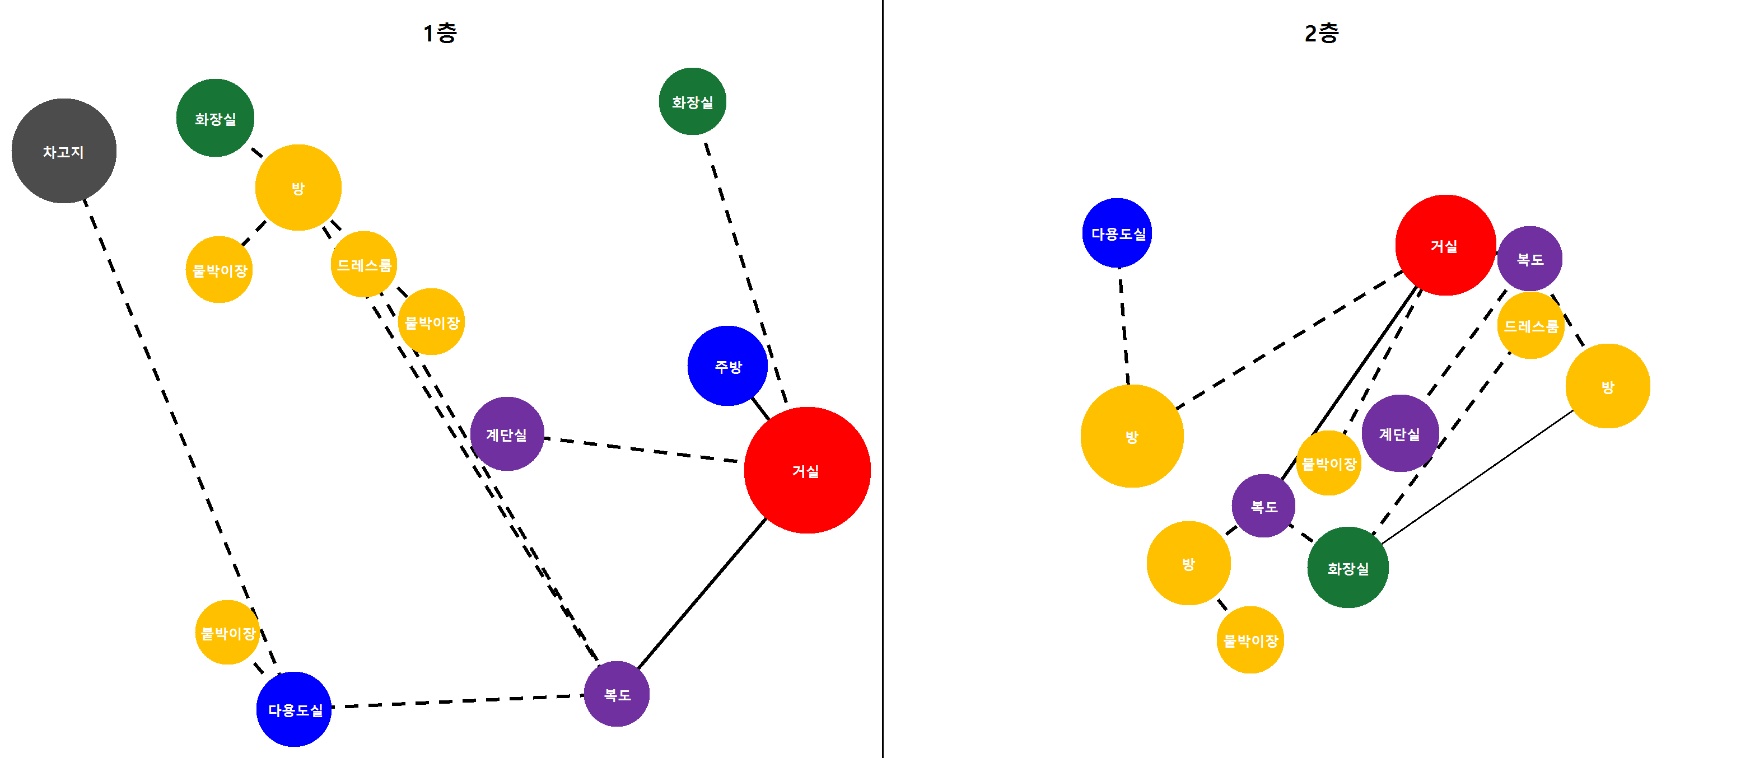 1층
화장실
화장실
차고지
방
붙박이장
드레스룸
붙박이장
주방
계단실
거실
붙박이장
다용도실
복도
2층
다용도실
거실
복도
드레스룸
방
방
계단실
붙박이장
복도
방
화장실
붙박이장